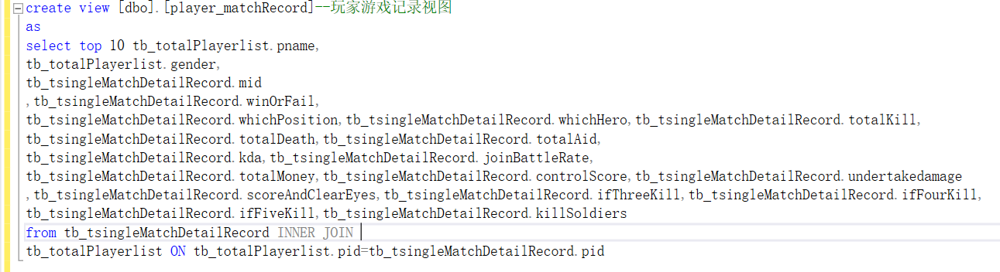 create view [dbo].[player_matchRecord]--玩家游戏记录视图
as
select top 10 tb_totalPlayerlist.pname,
tb_totalPlayerlist.gender,
tb_tsingleMatchDetailRecord.mid
,tb_tsingleMatchDetailRecord.winOrFail,
tb_tsingleMatchDetailRecord.whichPosition,tb_tsingleMatchDetailRecord.whichHero,tb_tsingleMatchDetailRecord.totalKill,
tb_tsingleMatchDetailRecord.totalDeath,tb_tsingleMatchDetailRecord.totalAid,
tb_tsingleMatchDetailRecord.kda,tb_tsingleMatchDetailRecord.joinBattleRate,
tb_tsingleMatchDetailRecord.totalMoney,tb_tsingleMatchDetailRecord.controlScore,tb_tsingleMatchDetailRecord.undertakedamage
,tb_tsingleMatchDetailRecord.scoreAndClearEyes,tb_tsingleMatchDetailRecord.ifThreeKill,tb_tsingleMatchDetailRecord.ifFourKill,
tb_tsingleMatchDetailRecord.ifFiveKill,tb_tsingleMatchDetailRecord.killSoldiers
from tb_tsingleMatchDetailRecord INNER JOIN
tb_totalPlayerlist ON tb_totalPlayerlist.pid=tb_tsingleMatchDetailRecord.pid